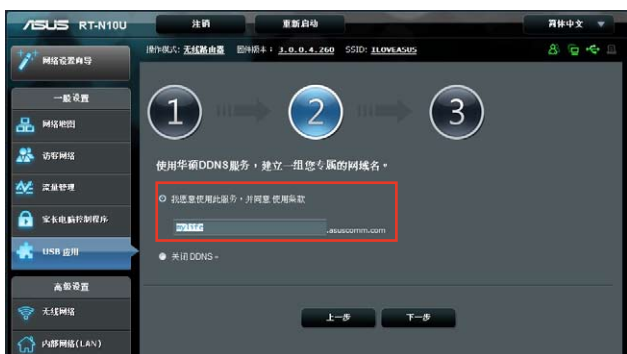 ASUS RT-N10U 注销 重新启动 简体中文
操作模式: 无线路由器 固件版本: 3.0.0.4.260 SSID: ILOVEASUS
网络设置向导
一般设置
网络地图
访客网络
流量管理
家长电脑控制程序
USB 应用
高级设置
无线网络
内部网络(LAN)
1 2 3
使用华硕DDNS服务，建立一组您专属的网域名。
我愿意使用此服务，并同意 使用条款
.asuscomm.com
关闭 DDNS。
上一步 下一步